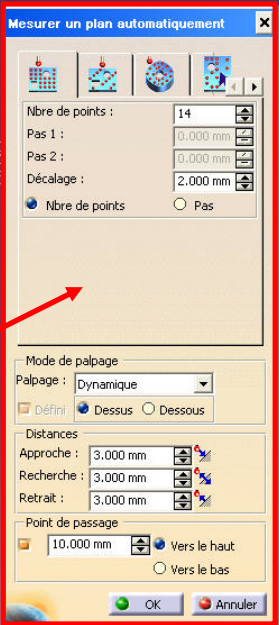 Mesurer un plan automatiquement
Nbre de points : 14
Pas 1 : 0.000 mm
Pas 2 : 0.000 mm
Décalage : 2.000 mm
Nbre de points Pas
Mode de palpage
Palpage : Dynamique
Défini Dessus Dessous
Distances
Approche : 3.000 mm
Recherche : 3.000 mm
Retrait : 3.000 mm
Point de passage
10.000 mm Vers le haut
Vers le bas
OK Annuler